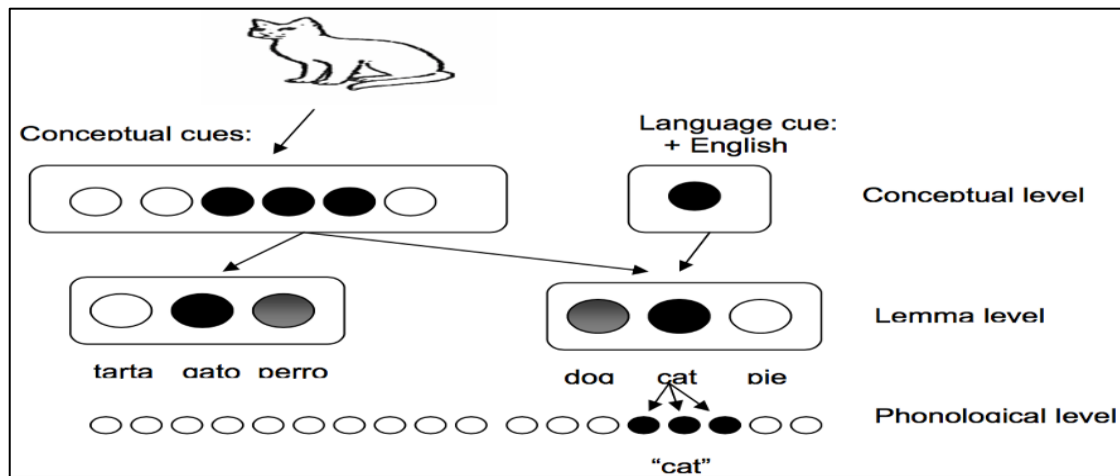 Conceptual cues:
Language cue:
+ English
Conceptual level
Lemma level
tarta gato perro
dog cat pie
Phonological level
“cat”